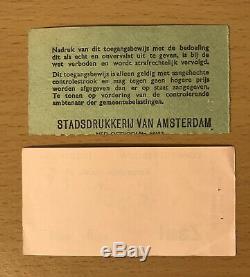 Nadruk van dit toegangsbewijs met de bedoeling
dit als echt en onvervalst uit te geven, is bij de
wet verboden en wordt strafrechtelijk vervolgd.
Dit toegangsbewijs is alleen geldig met aangehechte
controlestrook en mag tegen geen hogere prijs
worden afgegeven dan er op staat aangegeven.
Te tonen op vordering van de controlerende
ambtenaar der gemeentebelastingen.
STADSDRUKKERIJ VAN AMSTERDAM